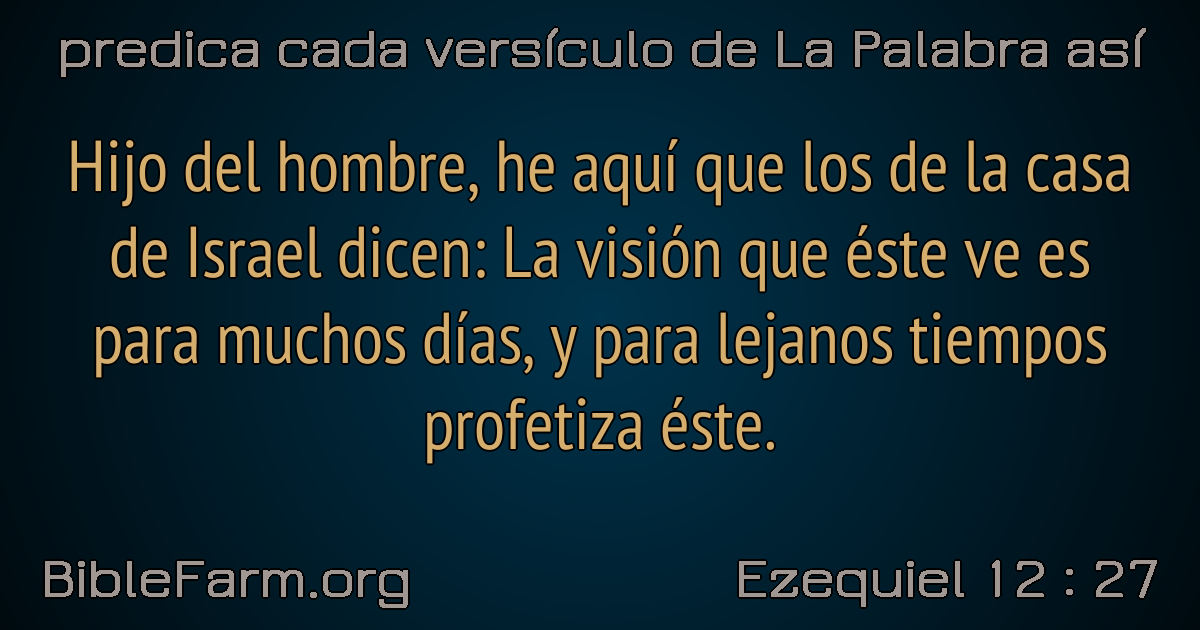 predica cada versículo de La Palabra así
Hijo del hombre, he aquí que los de la casa
de Israel dicen: La visión que éste ve es
para muchos días, y para lejanos tiempos
profetiza éste.
BibleFarm.org
Ezequiel 12 : 27